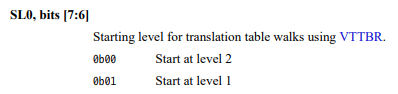 SL0, bits [7:6]
Starting level for translation table walks using VTTBR.
0b00 Start at level 2
0b01 Start at level 1